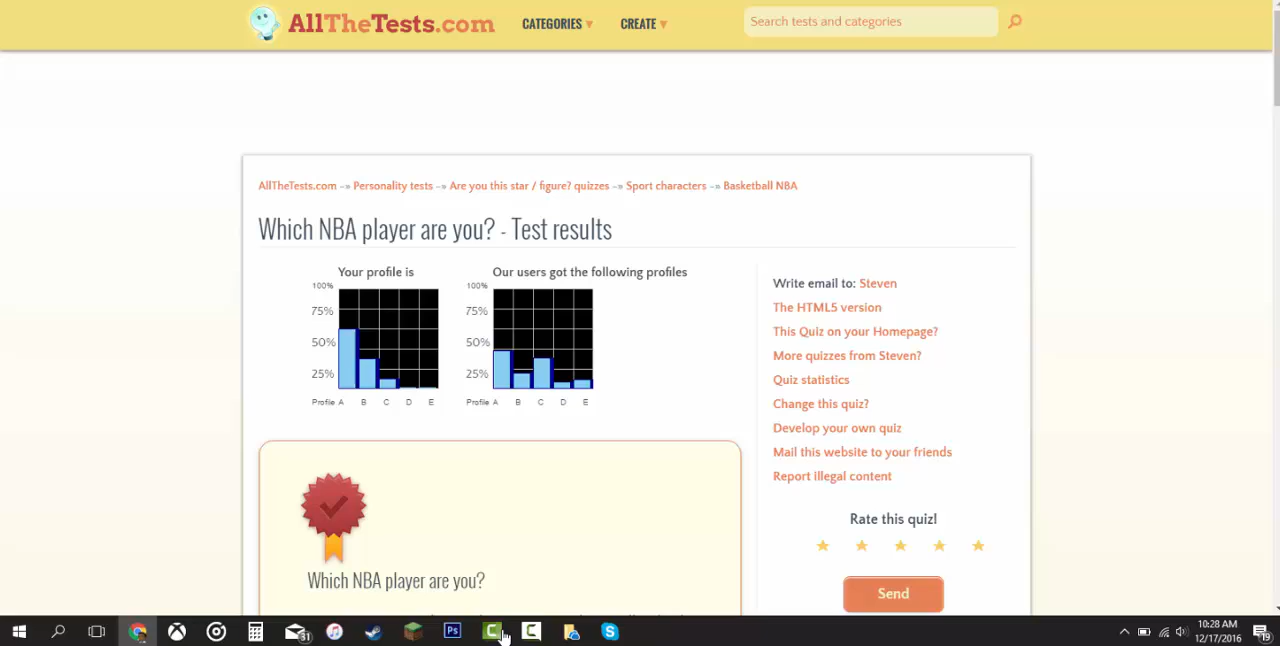 AllTheTests.com
CATEGORIES ▾ CREATE ▾
Search tests and categories
AllTheTests.com -» Personality tests -» Are you this star / figure? quizzes -» Sport characters -» Basketball NBA
Which NBA player are you? - Test results
Your profile is
100%
75%
50%
25%
Profile A B C D E
Our users got the following profiles
100%
75%
50%
25%
Profile A B C D E
Which NBA player are you?
Write email to: Steven
The HTML5 version
This Quiz on your Homepage?
More quizzes from Steven?
Quiz statistics
Change this quiz?
Develop your own quiz
Mail this website to your friends
Report illegal content
Rate this quiz!
Send
31
Ps
C
C
S
10:28 AM
12/17/2016
19